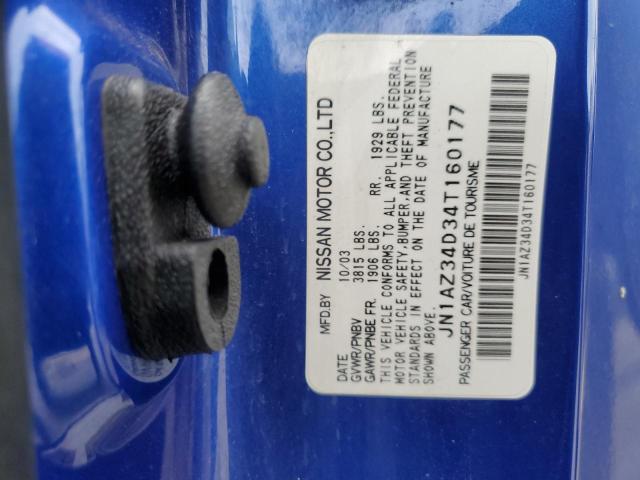 MFD.BY NISSAN MOTOR CO.,LTD
DATE 10/03
GVWR/PNBV 3815 LBS.
GAWR/PNBE FR. 1906 LBS. RR. 1929 LBS.
THIS VEHICLE CONFORMS TO ALL APPLICABLE FEDERAL
MOTOR VEHICLE SAFETY,BUMPER,AND THEFT PREVENTION
STANDARDS IN EFFECT ON THE DATE OF MANUFACTURE
SHOWN ABOVE.
JN1AZ34D34T160177
PASSENGER CAR/VOITURE DE TOURISME
JN1AZ34D34T160177